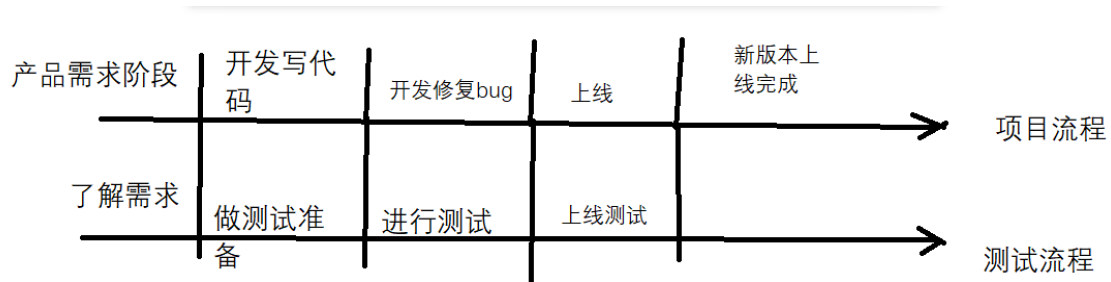 产品需求阶段
开发写代
码
开发修复bug
上线
新版本上
线完成
项目流程
了解需求
做测试准
备
进行测试
上线测试
测试流程